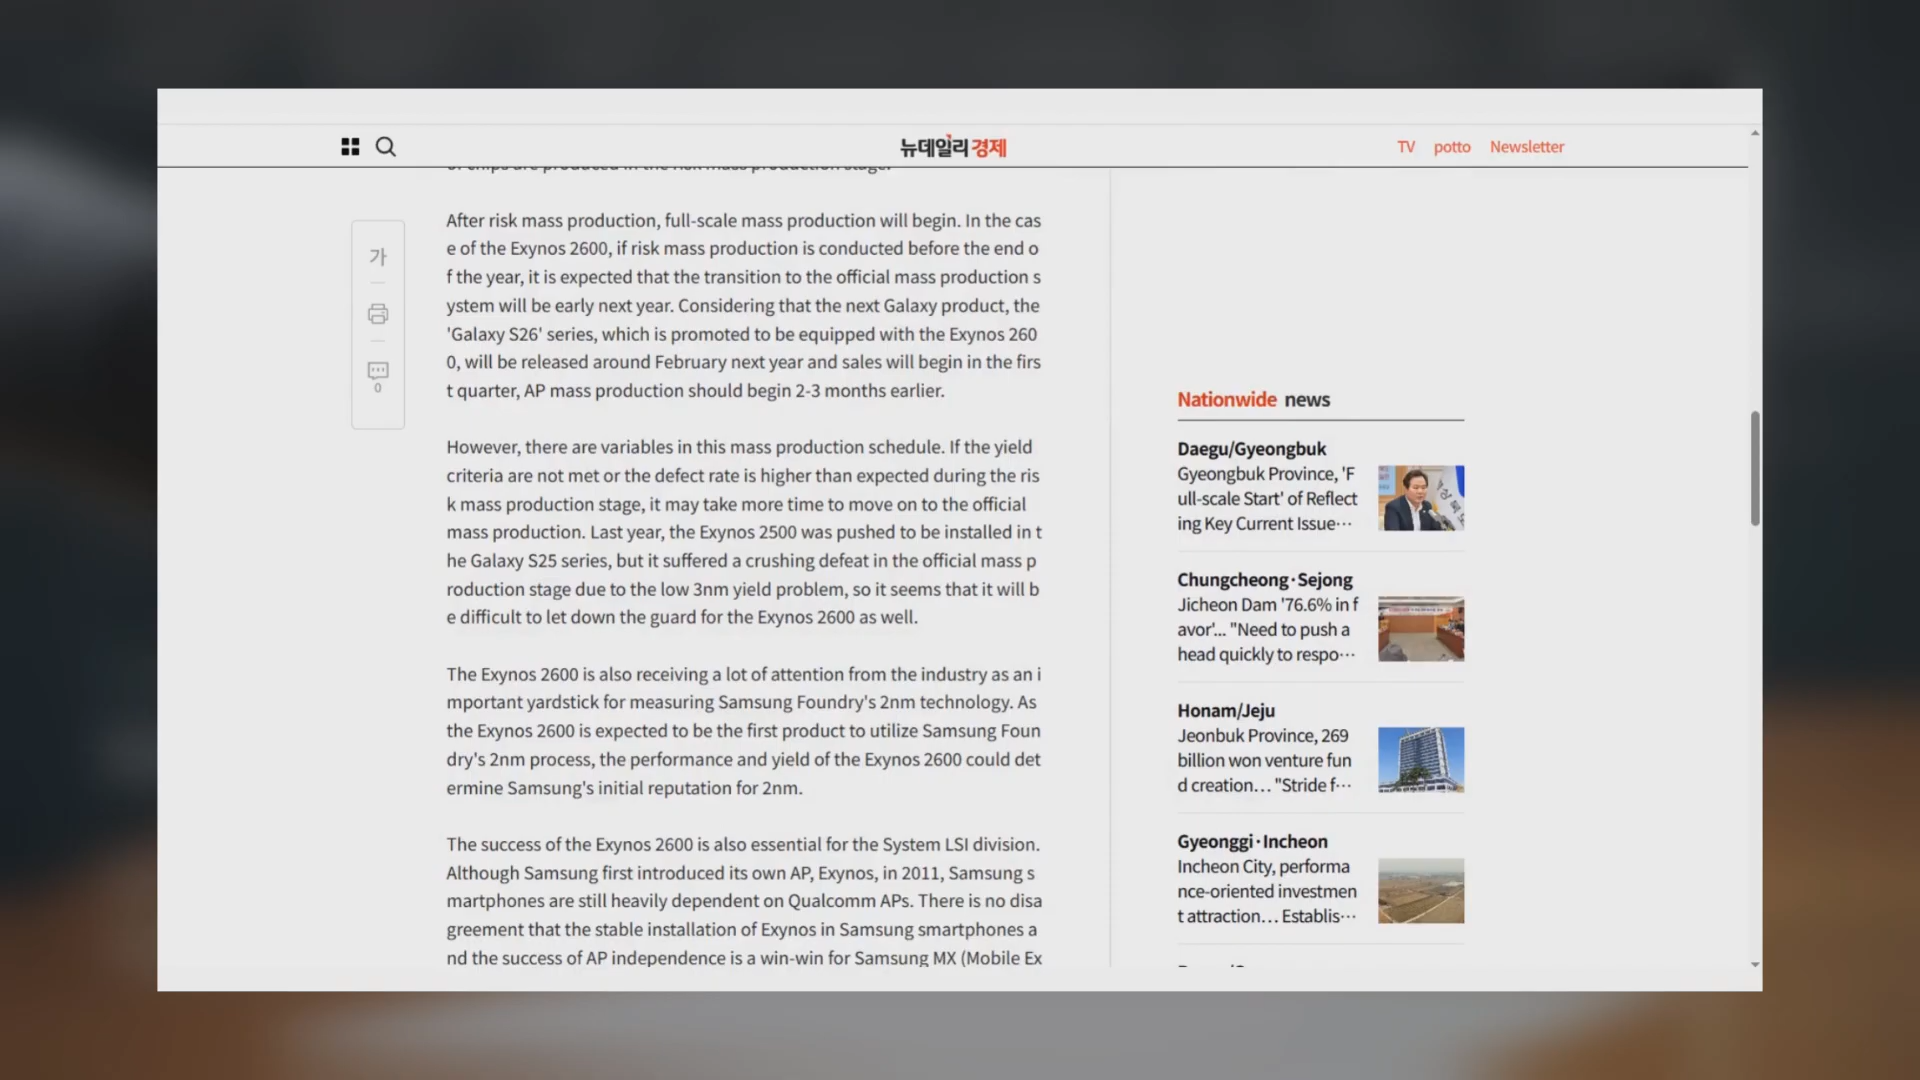 뉴데일리경제
TV potto Newsletter
of chips are produced in the risk mass production stage.
After risk mass production, full-scale mass production will begin. In the cas
e of the Exynos 2600, if risk mass production is conducted before the end o
f the year, it is expected that the transition to the official mass production s
ystem will be early next year. Considering that the next Galaxy product, the
'Galaxy S26' series, which is promoted to be equipped with the Exynos 260
0, will be released around February next year and sales will begin in the firs
t quarter, AP mass production should begin 2-3 months earlier.
However, there are variables in this mass production schedule. If the yield
criteria are not met or the defect rate is higher than expected during the ris
k mass production stage, it may take more time to move on to the official
mass production. Last year, the Exynos 2500 was pushed to be installed in t
he Galaxy S25 series, but it suffered a crushing defeat in the official mass p
roduction stage due to the low 3nm yield problem, so it seems that it will b
e difficult to let down the guard for the Exynos 2600 as well.
The Exynos 2600 is also receiving a lot of attention from the industry as an i
mportant yardstick for measuring Samsung Foundry's 2nm technology. As
the Exynos 2600 is expected to be the first product to utilize Samsung Foun
dry's 2nm process, the performance and yield of the Exynos 2600 could det
ermine Samsung's initial reputation for 2nm.
The success of the Exynos 2600 is also essential for the System LSI division.
Although Samsung first introduced its own AP, Exynos, in 2011, Samsung s
martphones are still heavily dependent on Qualcomm APs. There is no disa
greement that the stable installation of Exynos in Samsung smartphones a
nd the success of AP independence is a win-win for Samsung MX (Mobile Ex
가
0
Nationwide news
Daegu/Gyeongbuk
Gyeongbuk Province, 'F
ull-scale Start' of Reflect
ing Key Current Issue…
Chungcheong·Sejong
Jicheon Dam '76.6% in f
avor'... "Need to push a
head quickly to respo…
Honam/Jeju
Jeonbuk Province, 269
billion won venture fun
d creation… "Stride f…
Gyeonggi·Incheon
Incheon City, performa
nce-oriented investmen
t attraction… Establis…